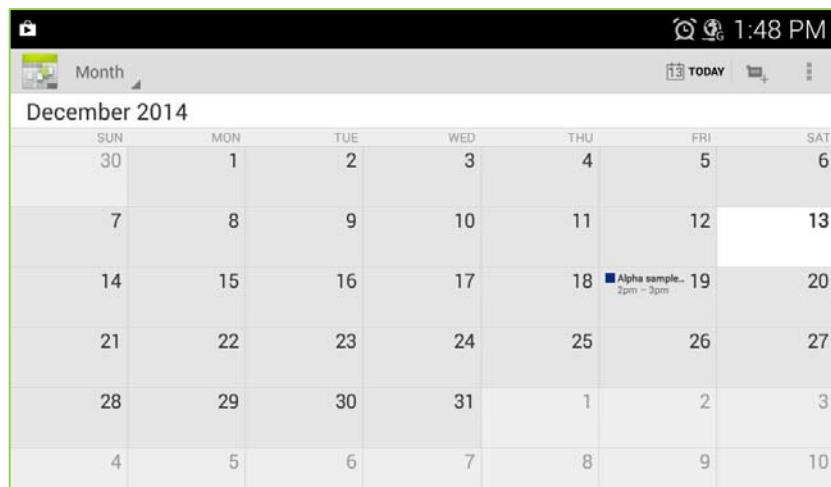 1:48 PM
Month 13 TODAY
December 2014
SUN MON TUE WED THU FRI SAT
30 1 2 3 4 5 6
7 8 9 10 11 12 13
14 15 16 17 18 Alpha sample.. 19 20
2pm – 3pm
21 22 23 24 25 26 27
28 29 30 31 1 2 3
4 5 6 7 8 9 10